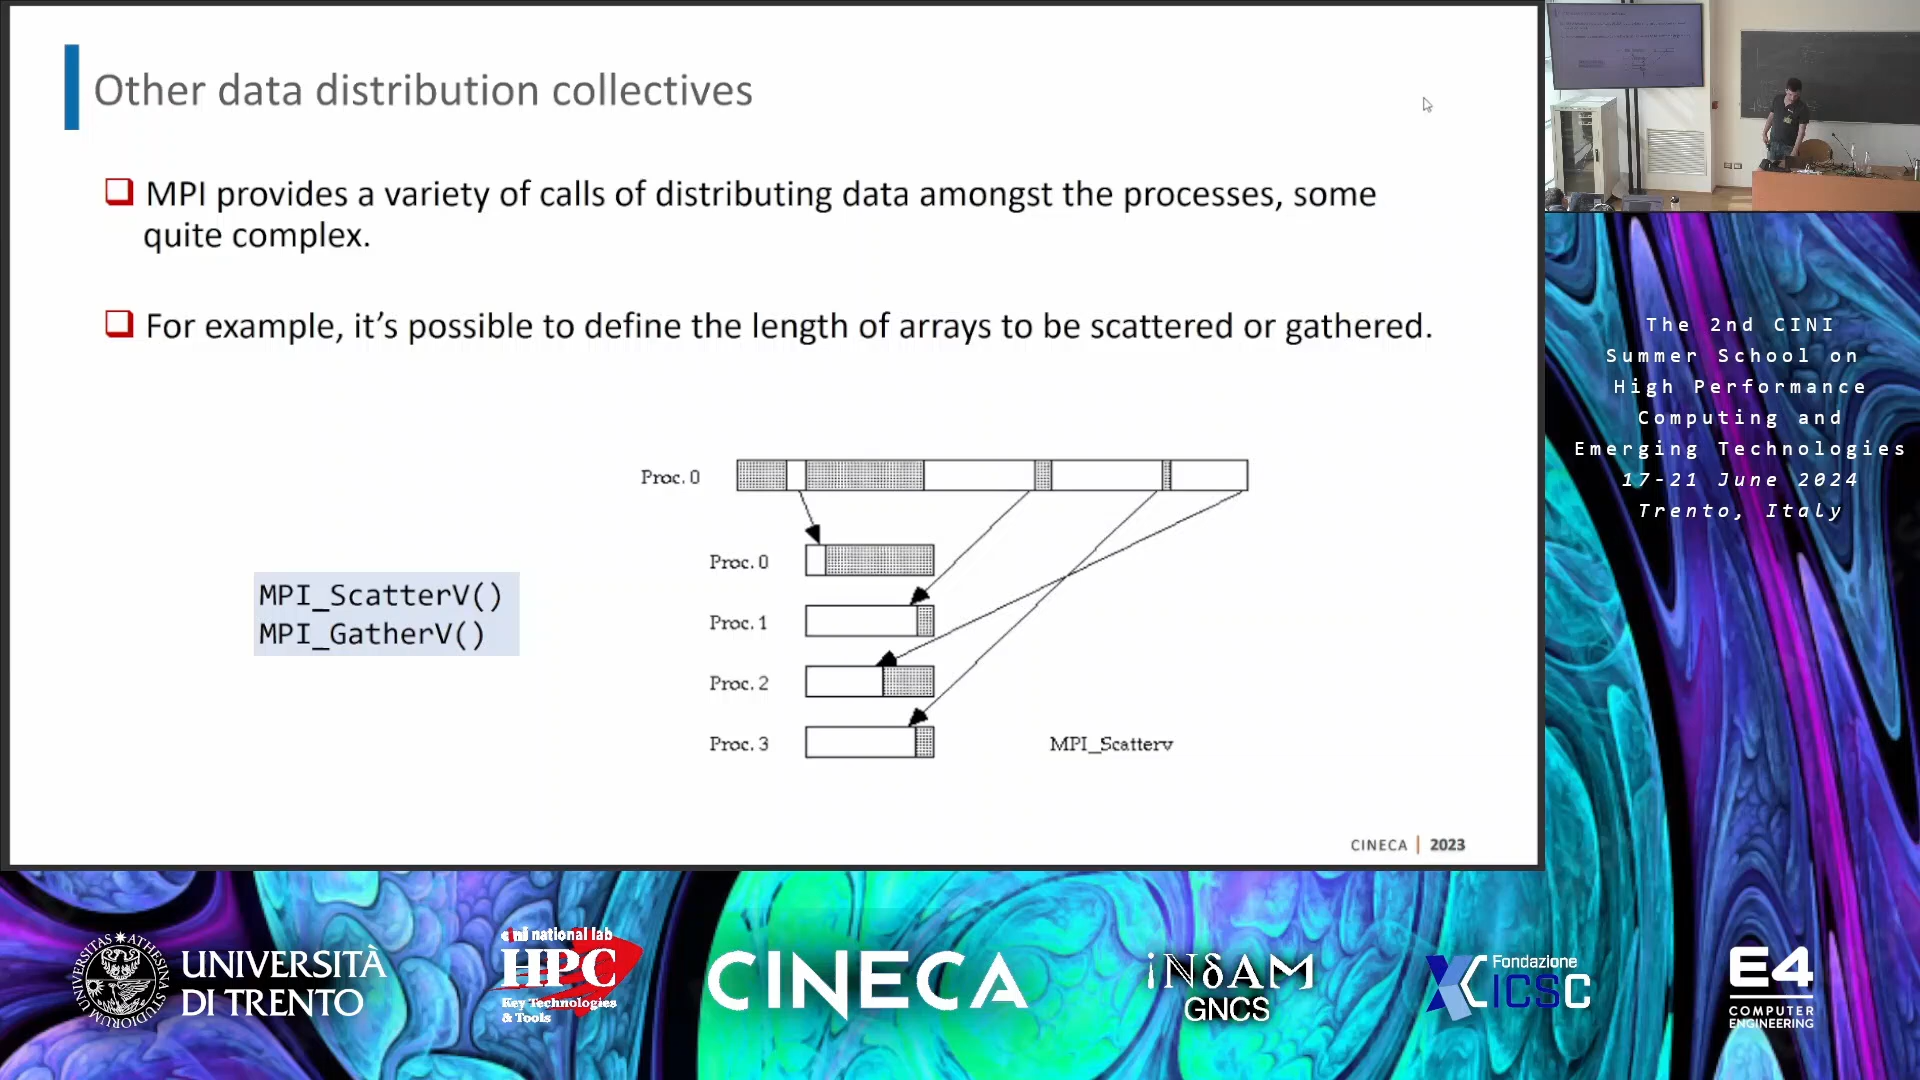 Other data distribution collectives
MPI provides a variety of calls of distributing data amongst the processes, some
quite complex.
For example, it’s possible to define the length of arrays to be scattered or gathered.
Proc. 0
Proc. 0
Proc. 1
Proc. 2
Proc. 3
MPI_Scatterv
MPI_ScatterV()
MPI_GatherV()
CINECA | 2023
The 2nd CINI
Summer School on
High Performance
Computing and
Emerging Technologies
17-21 June 2024
Trento, Italy
UNIVERSITÀ
DI TRENTO
cini national lab
HPC
Key Technologies
& Tools
CINECA
iNδAM
GNCS
Fondazione
ICSC
E4
COMPUTER
ENGINEERING